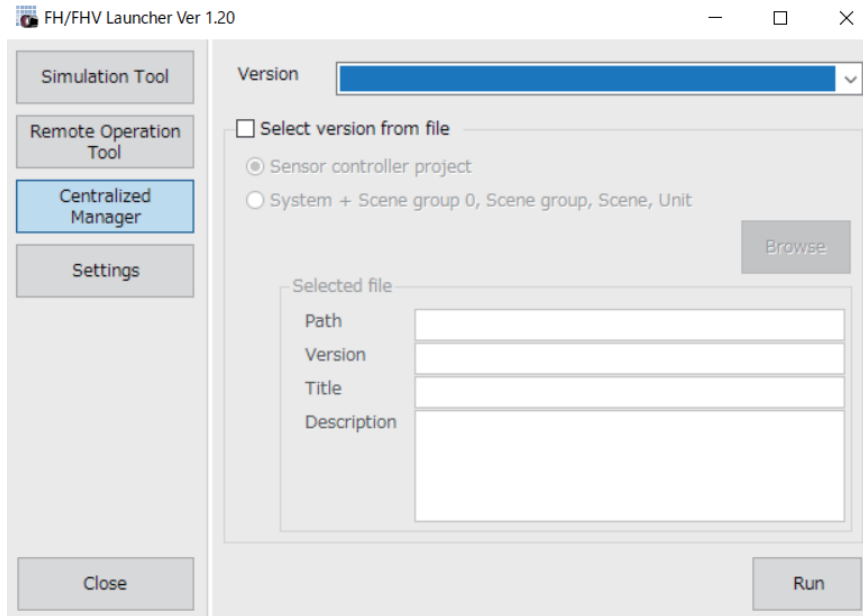 FH/FHV Launcher Ver 1.20
Simulation Tool
Remote Operation
Tool
Centralized
Manager
Settings
Close
Version
Select version from file
Sensor controller project
System + Scene group 0, Scene group, Scene, Unit
Browse
Selected file
Path
Version
Title
Description
Run